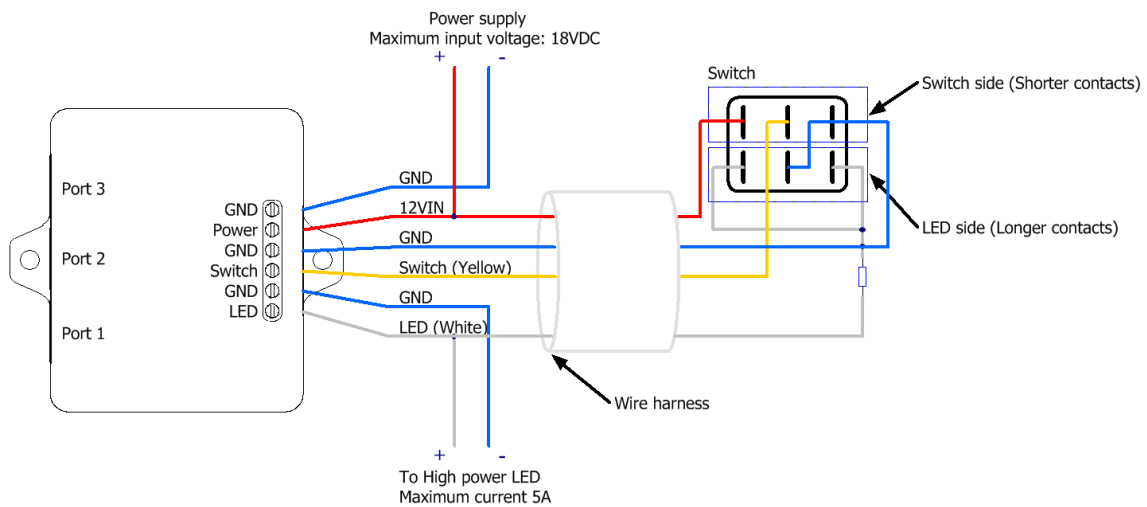 Power supply
Maximum input voltage: 18VDC
+ -
Switch
Switch side (Shorter contacts)
LED side (Longer contacts)
Port 3
Port 2
Port 1
GND
Power
GND
Switch
GND
LED
GND
12VIN
GND
Switch (Yellow)
GND
LED (White)
Wire harness
+ -
To High power LED
Maximum current 5A